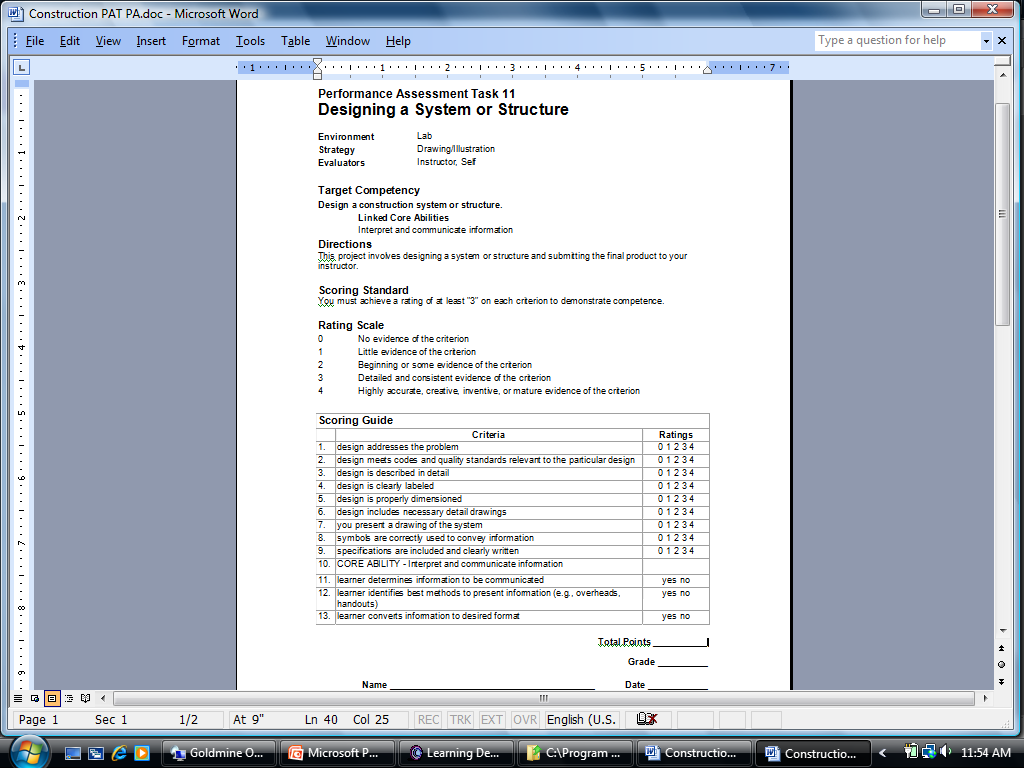 Construction PAT PA.doc - Microsoft Word
File Edit View Insert Format Tools Table Window Help Type a question for help
1 1 2 3 4 5 7
Performance Assessment Task 11
Designing a System or Structure
Environment Lab
Strategy Drawing/Illustration
Evaluators Instructor, Self
Target Competency
Design a construction system or structure.
Linked Core Abilities
Interpret and communicate information
Directions
This project involves designing a system or structure and submitting the final product to your
instructor.
Scoring Standard
You must achieve a rating of at least "3" on each criterion to demonstrate competence.
Rating Scale
0 No evidence of the criterion
1 Little evidence of the criterion
2 Beginning or some evidence of the criterion
3 Detailed and consistent evidence of the criterion
4 Highly accurate, creative, inventive, or mature evidence of the criterion
Scoring Guide
Criteria Ratings
1. design addresses the problem 0 1 2 3 4
2. design meets codes and quality standards relevant to the particular design 0 1 2 3 4
3. design is described in detail 0 1 2 3 4
4. design is clearly labeled 0 1 2 3 4
5. design is properly dimensioned 0 1 2 3 4
6. design includes necessary detail drawings 0 1 2 3 4
7. you present a drawing of the system 0 1 2 3 4
8. symbols are correctly used to convey information 0 1 2 3 4
9. specifications are included and clearly written 0 1 2 3 4
10. CORE ABILITY - Interpret and communicate information
11. learner determines information to be communicated yes no
12. learner identifies best methods to present information (e.g., overheads, yes no
handouts)
13. learner converts information to desired format yes no
Total Points ___________
Grade __________
Name ________________________________________ Date ____________
Page 1 Sec 1 1/2 At 9" Ln 40 Col 25 REC TRK EXT OVR English (U.S.
Goldmine O... Microsoft P... Learning De... C:\Program ... Constructio... Constructio... < 11:54 AM